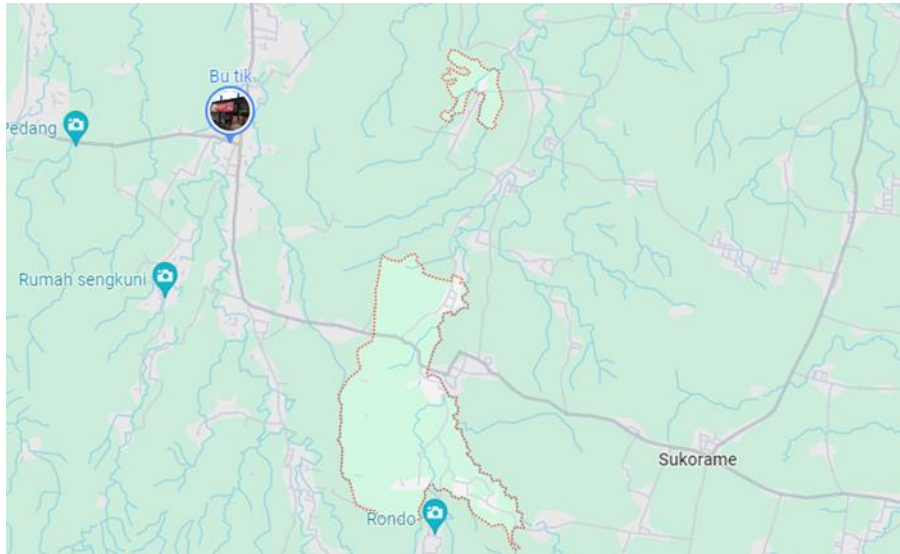 Bu tik
Pedang
Rumah sengkuni
Sukorame
Rondo